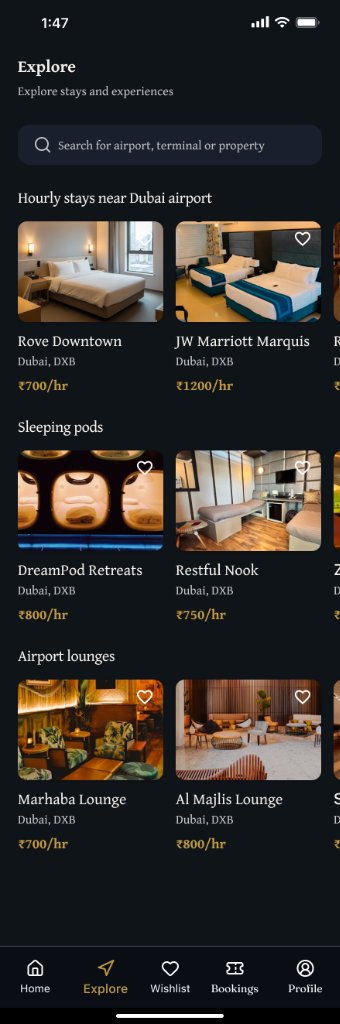 1:47
Explore
Explore stays and experiences
Search for airport, terminal or property
Hourly stays near Dubai airport
Rove Downtown
JW Marriott Marquis
R
Dubai, DXB
Dubai, DXB
D
₹700/hr
₹1200/hr
₹
Sleeping pods
DreamPod Retreats
Restful Nook
Z
Dubai, DXB
Dubai, DXB
D
₹800/hr
₹750/hr
₹
Airport lounges
Marhaba Lounge
Al Majlis Lounge
S
Dubai, DXB
Dubai, DXB
D
₹700/hr
₹800/hr
₹
Home
Explore
Wishlist
Bookings
Profile